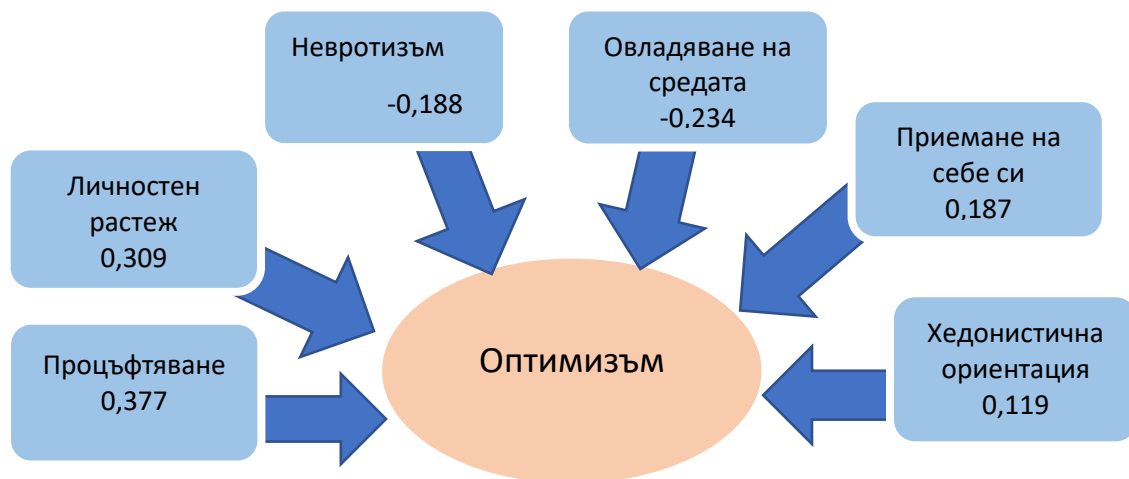 Невротизъм
-0,188
Овладяване на
средата
-0,234
Приемане на
себе си
0,187
Личностен
растеж
0,309
Процъфтяване
0,377
Оптимизъм
Хедонистична
ориентация
0,119